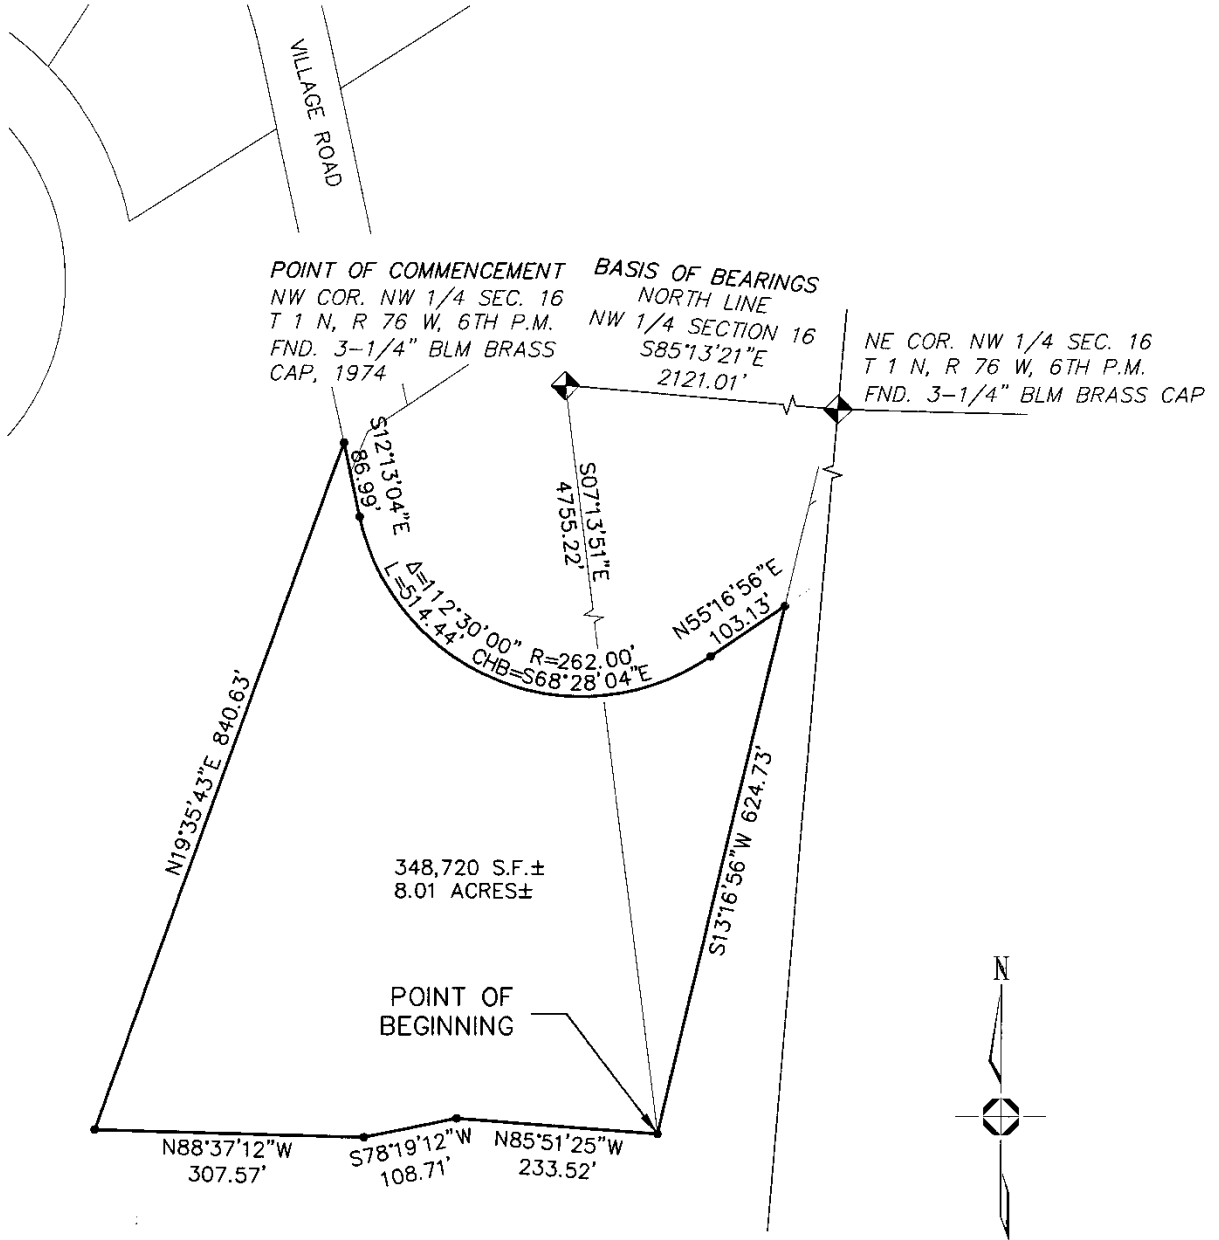 VILLAGE ROAD
POINT OF COMMENCEMENT
NW COR. NW 1/4 SEC. 16
T 1 N, R 76 W, 6TH P.M.
FND. 3-1/4" BLM BRASS
CAP, 1974
BASIS OF BEARINGS
NORTH LINE
NW 1/4 SECTION 16
S85°13'21"E
2121.01'
NE COR. NW 1/4 SEC. 16
T 1 N, R 76 W, 6TH P.M.
FND. 3-1/4" BLM BRASS CAP
S12°13'04"E
86.99'
S07°13'51"E
4755.22'
Δ=112°30'00" R=262.00'
L=514.44' CHB=S68°28'04"E
N55°16'56"E
103.13'
N19°35'43"E 840.63'
S13°16'56"W 624.73'
348,720 S.F.±
8.01 ACRES±
POINT OF
BEGINNING
N88°37'12"W
307.57'
S78°19'12"W
108.71'
N85°51'25"W
233.52'
N